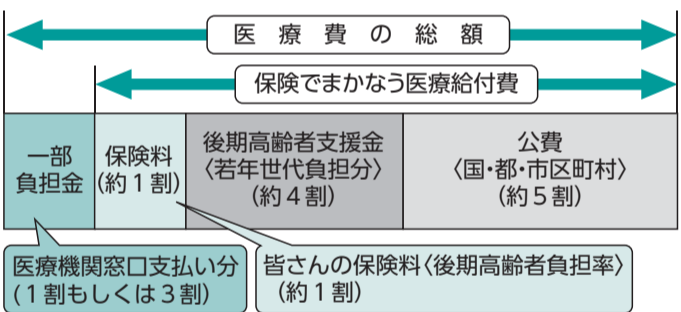 医療費の総額
保険でまかなう医療給付費
一部
負担金
保険料
(約1割)
後期高齢者支援金
〈若年世代負担分〉
(約4割)
公費
〈国・都・市区町村〉
(約5割)
医療機関窓口支払い分
(1割もしくは3割)
皆さんの保険料〈後期高齢者負担率〉
(約1割)